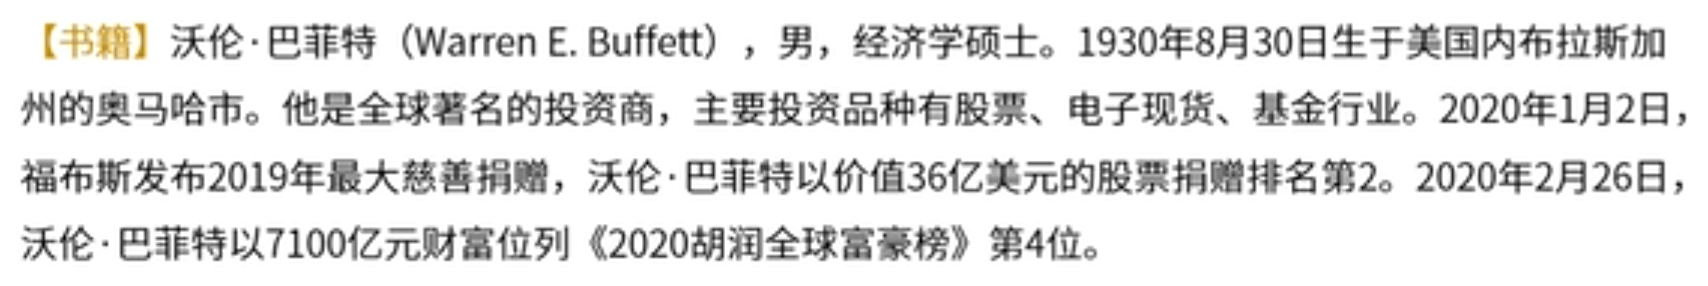 【书籍】沃伦·巴菲特（Warren E. Buffett），男，经济学硕士。1930年8月30日生于美国内布拉斯加
州的奥马哈市。他是全球著名的投资商，主要投资品种有股票、电子现货、基金行业。2020年1月2日，
福布斯发布2019年最大慈善捐赠，沃伦·巴菲特以价值36亿美元的股票捐赠排名第2。2020年2月26日，
沃伦·巴菲特以7100亿元财富位列《2020胡润全球富豪榜》第4位。